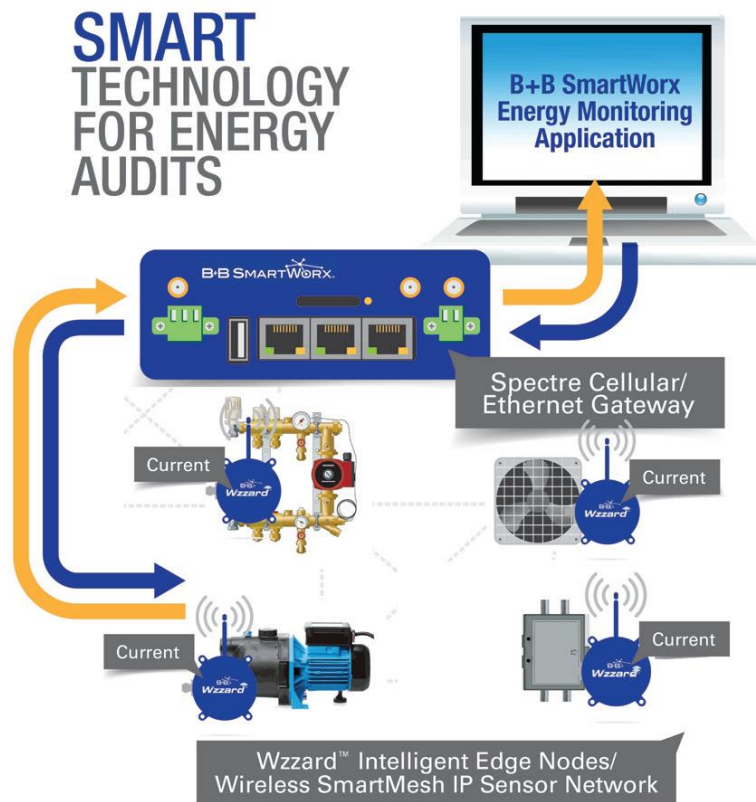 SMART
TECHNOLOGY
FOR ENERGY
AUDITS
B+B SmartWorx
Energy Monitoring
Application
B+B SMARTWORX®
Spectre Cellular/
Ethernet Gateway
Current
B+B
Wzzard
Current
B+B
Wzzard
Current
B+B
Wzzard
Current
B+B
Wzzard
Wzzard™ Intelligent Edge Nodes/
Wireless SmartMesh IP Sensor Network